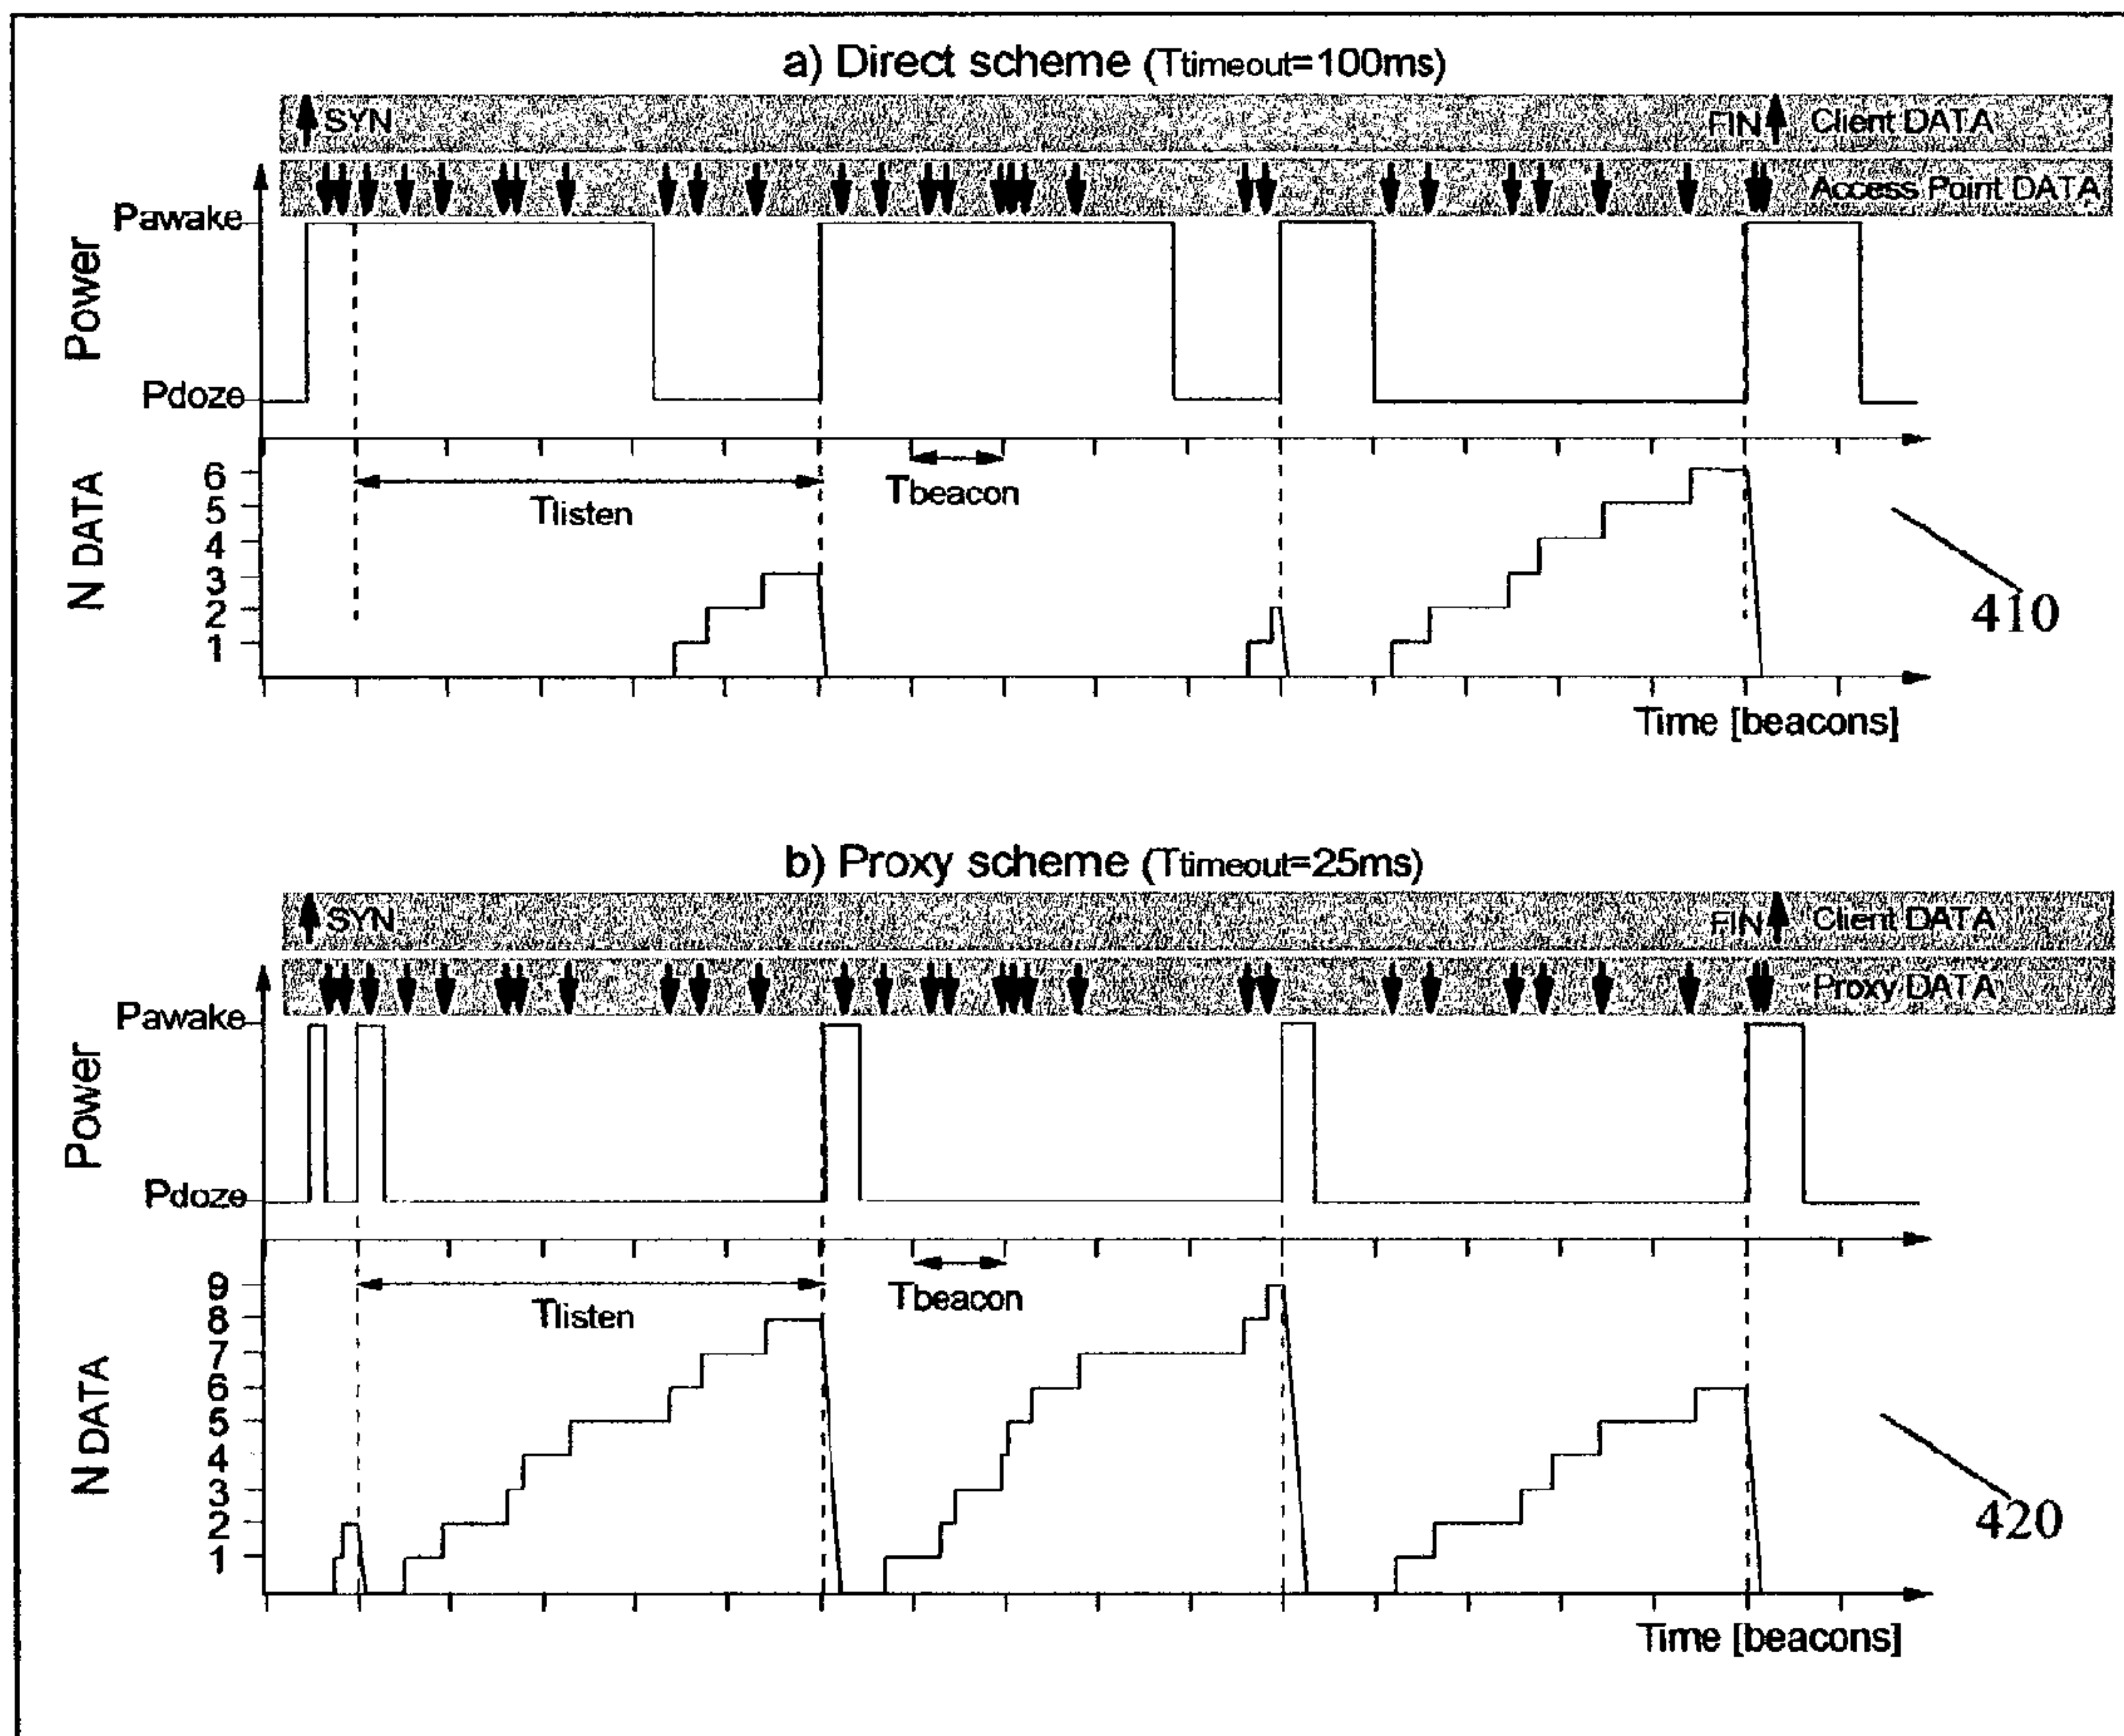 a) Direct scheme (Ttimeout=100ms)
SYN
FIN
Client DATA
Access Point DATA
Pawake
Power
Pdoze
N DATA
6
5
4
3
2
1
Tlisten
Tbeacon
410
Time [beacons]
b) Proxy scheme (Ttimeout=25ms)
SYN
FIN
Client DATA
Proxy DATA
Pawake
Power
Pdoze
N DATA
9
8
7
6
5
4
3
2
1
Tlisten
Tbeacon
420
Time [beacons]